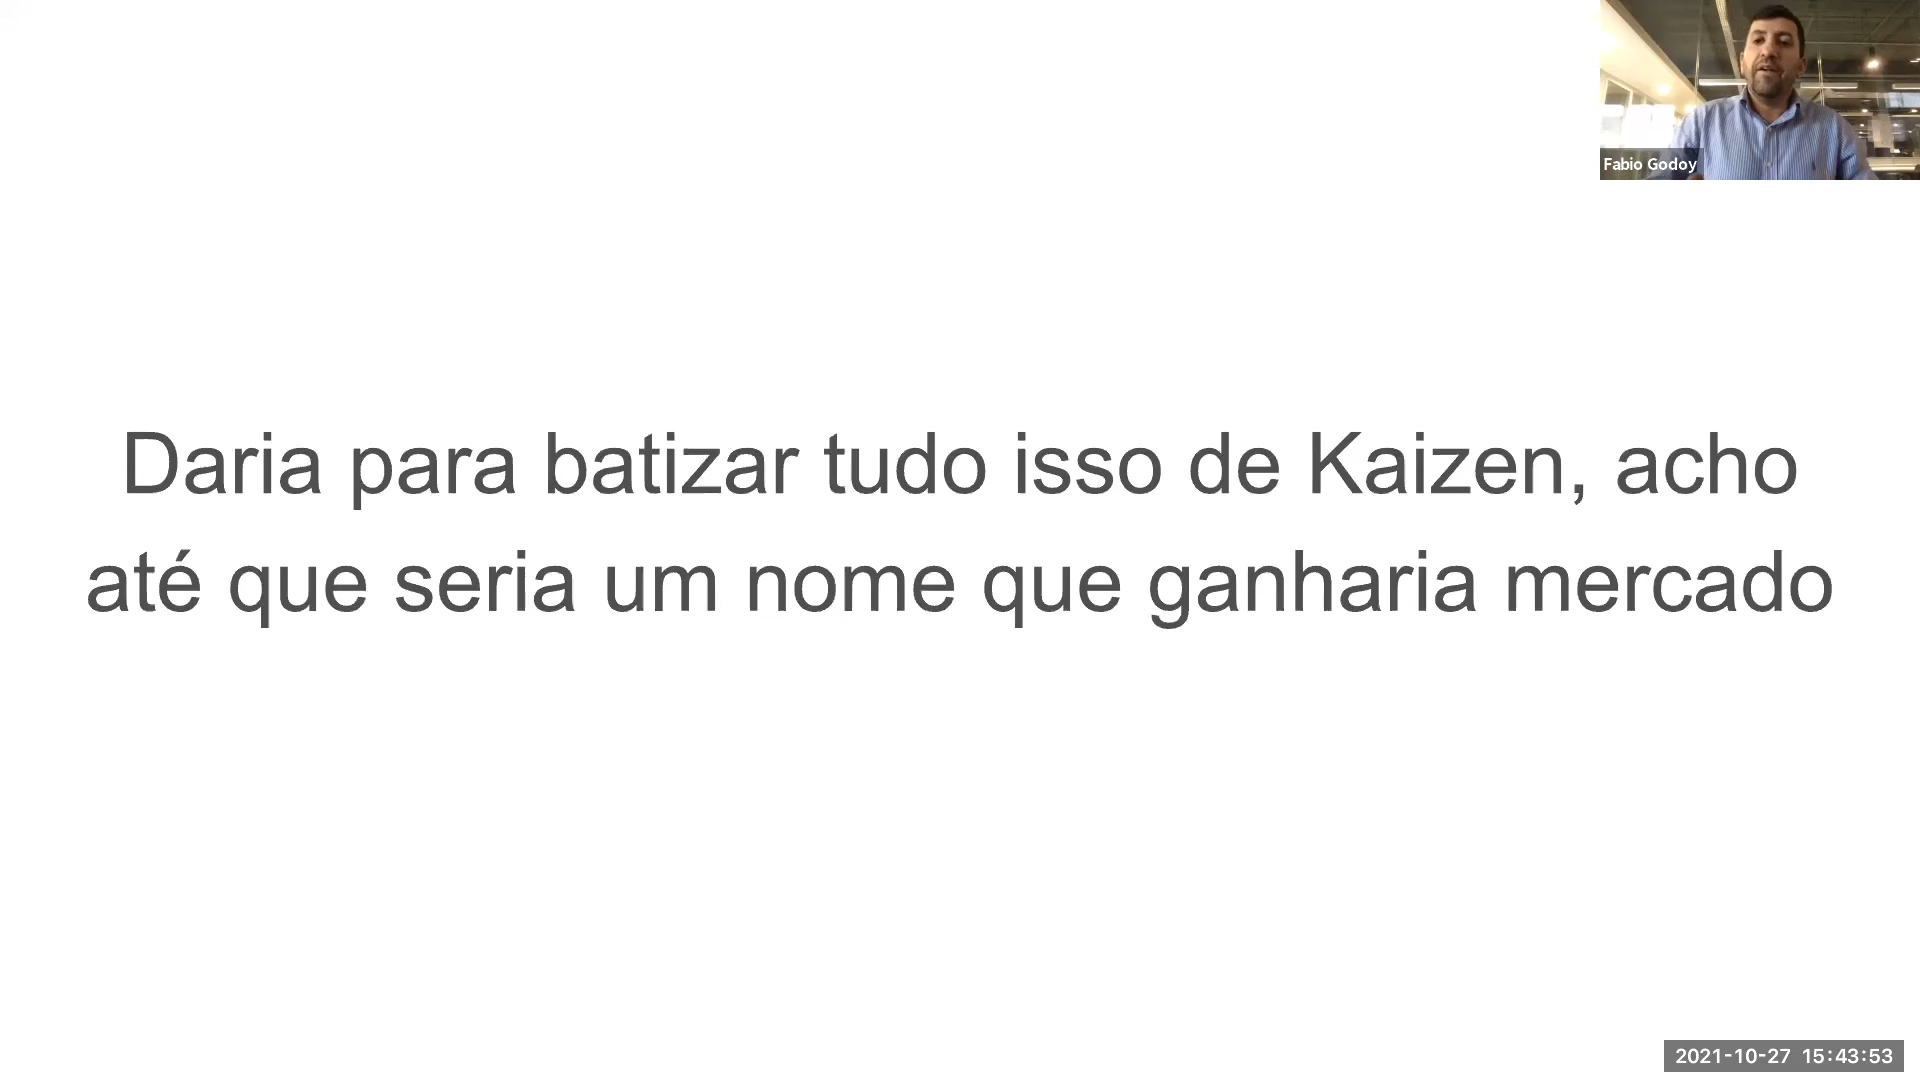 Fabio Godoy
Daria para batizar tudo isso de Kaizen, acho
até que seria um nome que ganharia mercado
2021-10-27 15:43:53